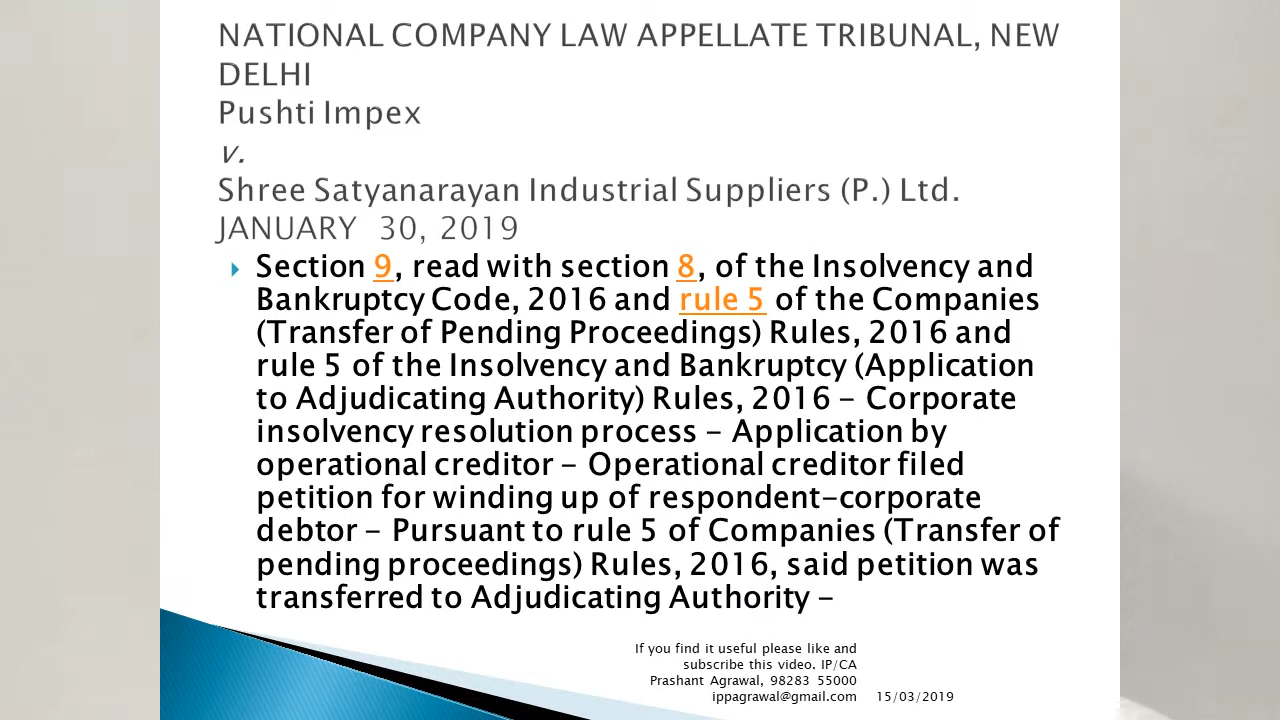 NATIONAL COMPANY LAW APPELLATE TRIBUNAL, NEW
DELHI
Pushti Impex
v.
Shree Satyanarayan Industrial Suppliers (P.) Ltd.
JANUARY 30, 2019
Section 9, read with section 8, of the Insolvency and
Bankruptcy Code, 2016 and rule 5 of the Companies
(Transfer of Pending Proceedings) Rules, 2016 and
rule 5 of the Insolvency and Bankruptcy (Application
to Adjudicating Authority) Rules, 2016 – Corporate
insolvency resolution process – Application by
operational creditor – Operational creditor filed
petition for winding up of respondent-corporate
debtor – Pursuant to rule 5 of Companies (Transfer of
pending proceedings) Rules, 2016, said petition was
transferred to Adjudicating Authority –
If you find it useful please like and
subscribe this video. IP/CA
Prashant Agrawal, 98283 55000
ippagrawal@gmail.com 15/03/2019